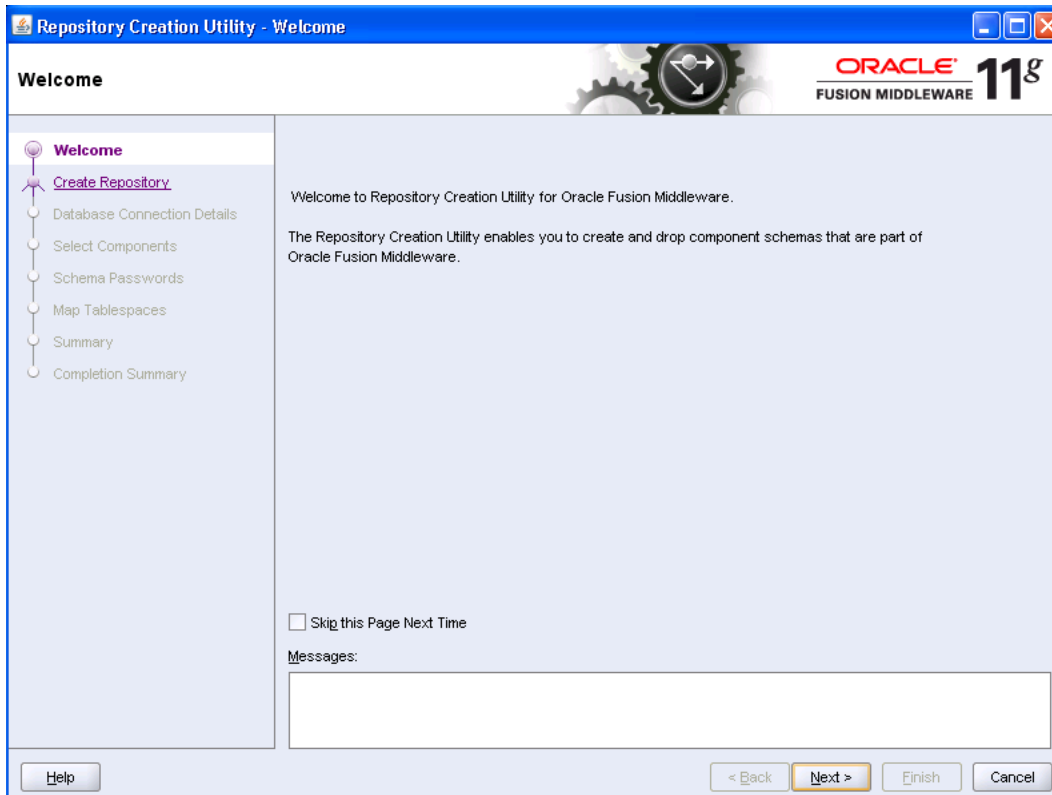 Repository Creation Utility - Welcome
Welcome
ORACLE
FUSION MIDDLEWARE
11g
Welcome
Create Repository
Database Connection Details
Select Components
Schema Passwords
Map Tablespaces
Summary
Completion Summary
Welcome to Repository Creation Utility for Oracle Fusion Middleware.
The Repository Creation Utility enables you to create and drop component schemas that are part of
Oracle Fusion Middleware.
Skip this Page Next Time
Messages:
Help
< Back
Next >
Finish
Cancel